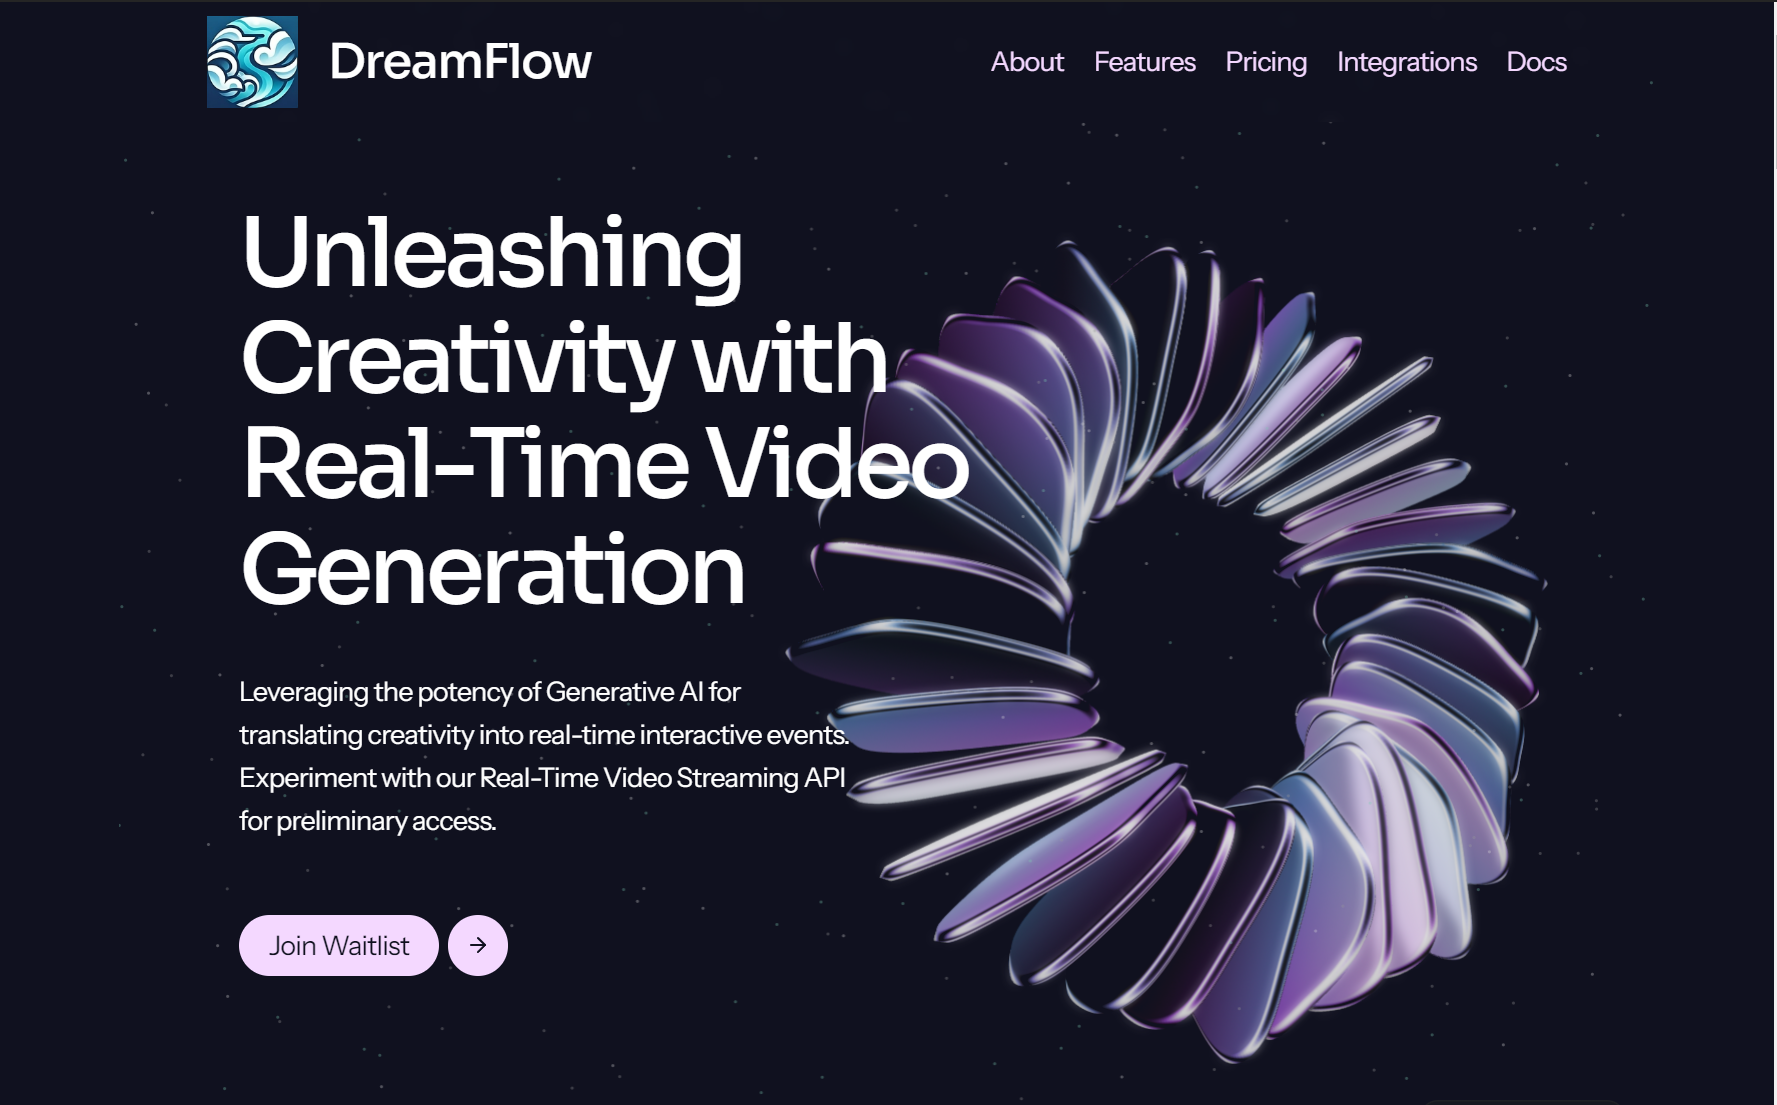 DreamFlow
About Features Pricing Integrations Docs
Unleashing
Creativity with
Real-Time Video
Generation
Leveraging the potency of Generative AI for
translating creativity into real-time interactive events.
Experiment with our Real-Time Video Streaming API
for preliminary access.
Join Waitlist →